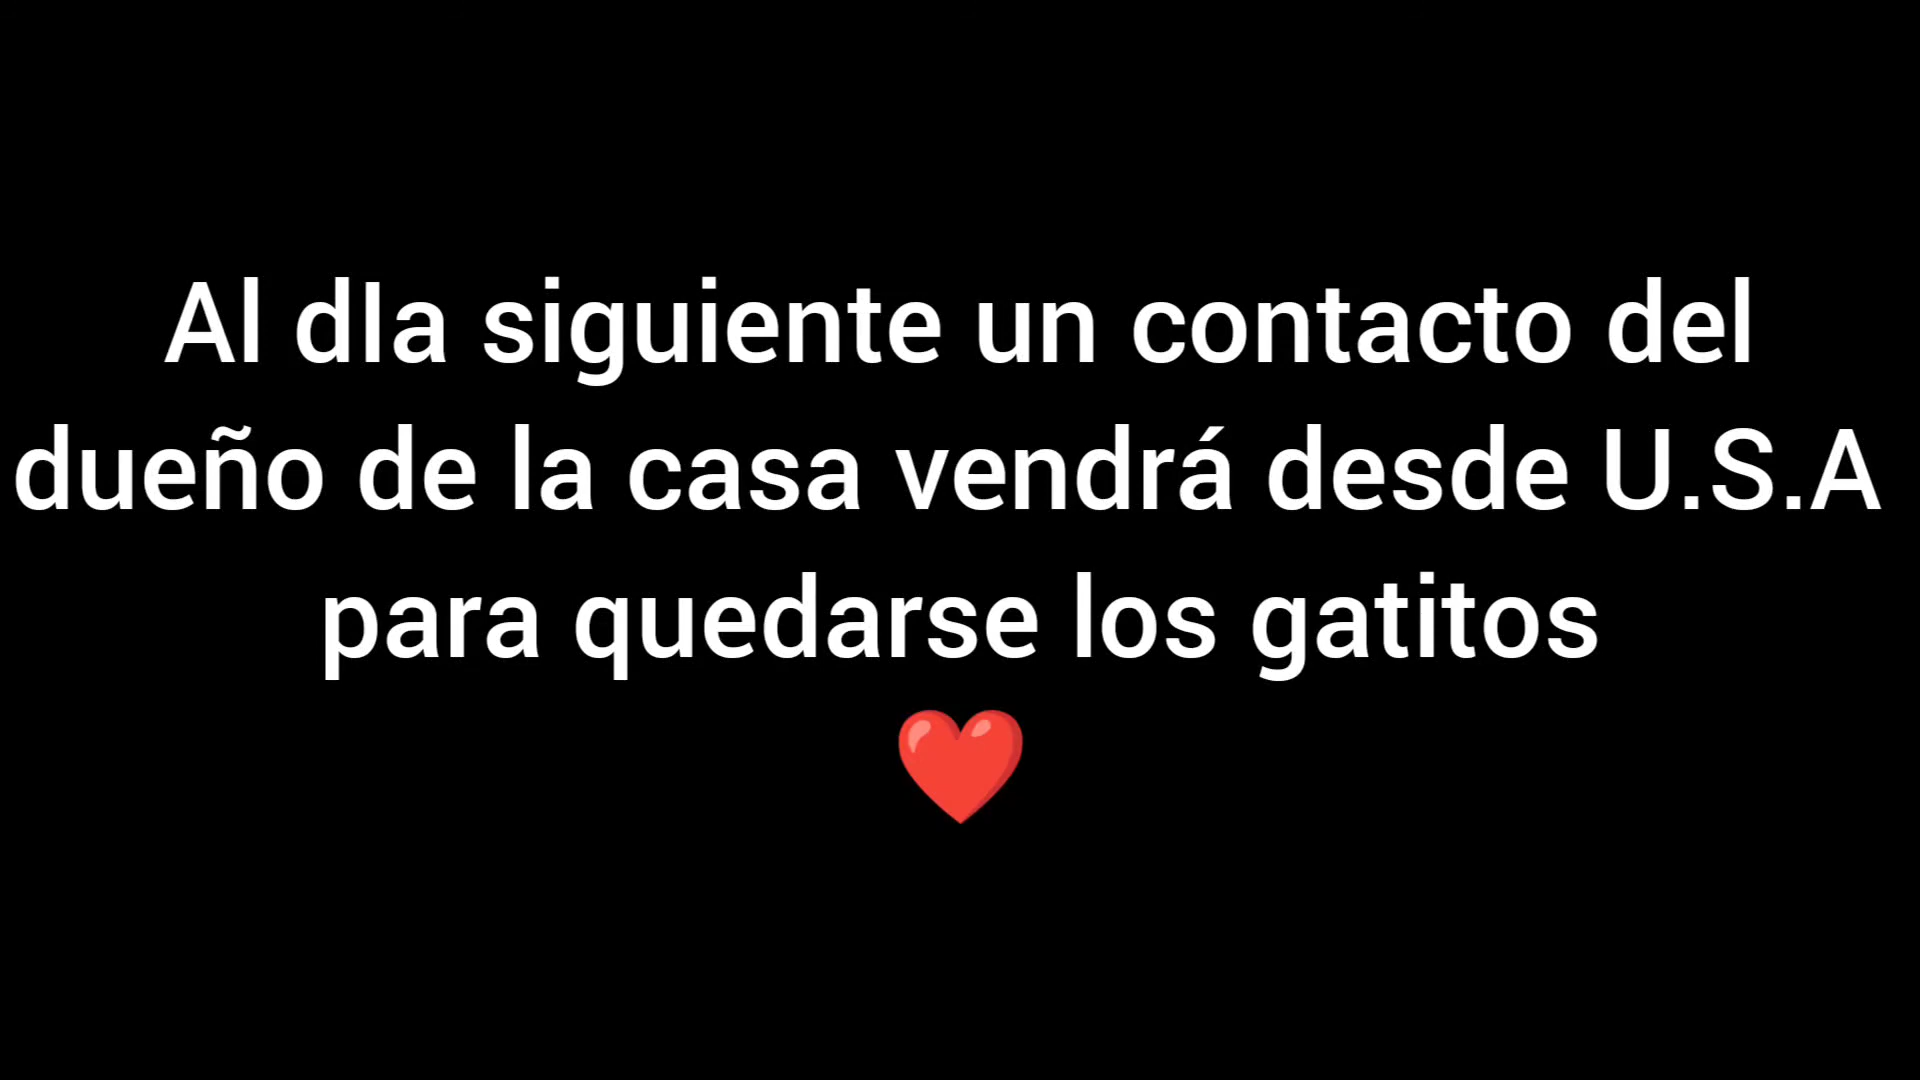 Al dIa siguiente un contacto del
dueño de la casa vendrá desde U.S.A
para quedarse los gatitos
❤️